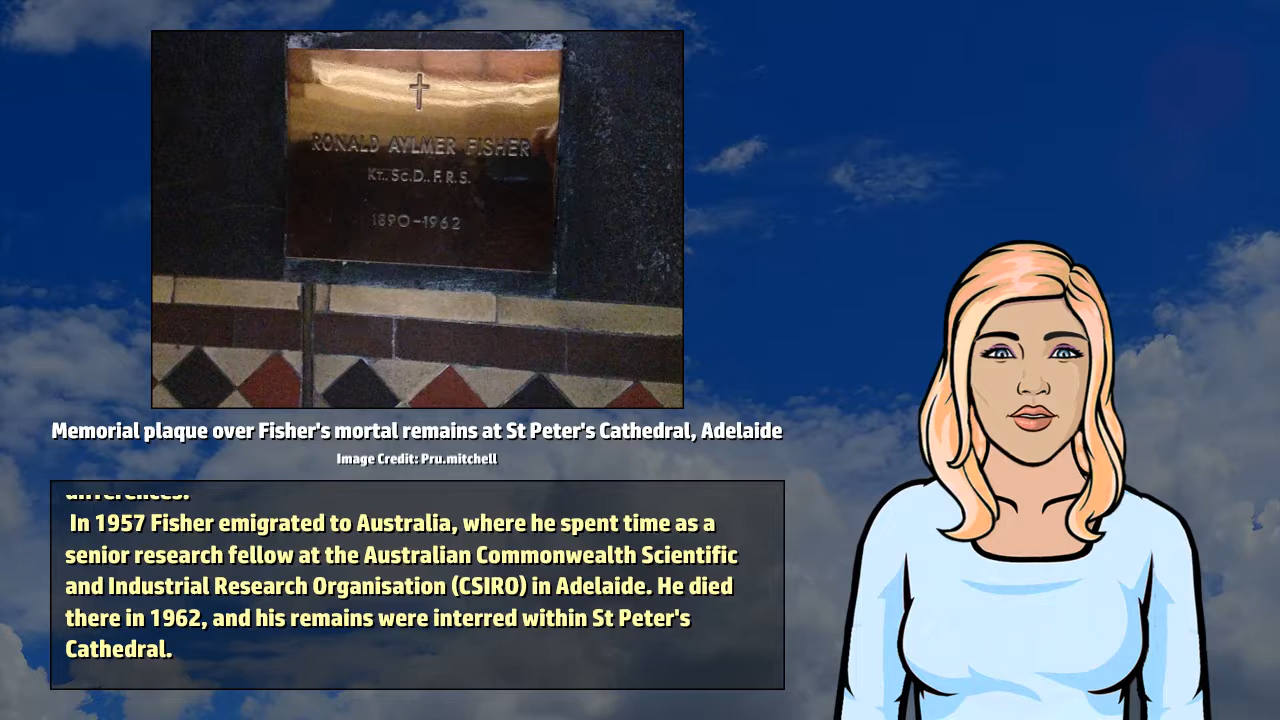 RONALD AYLMER FISHER
Kt., Sc.D., F.R.S.
1890-1962
Memorial plaque over Fisher's mortal remains at St Peter's Cathedral, Adelaide
Image Credit: Pru.mitchell
differences.
In 1957 Fisher emigrated to Australia, where he spent time as a
senior research fellow at the Australian Commonwealth Scientific
and Industrial Research Organisation (CSIRO) in Adelaide. He died
there in 1962, and his remains were interred within St Peter's
Cathedral.